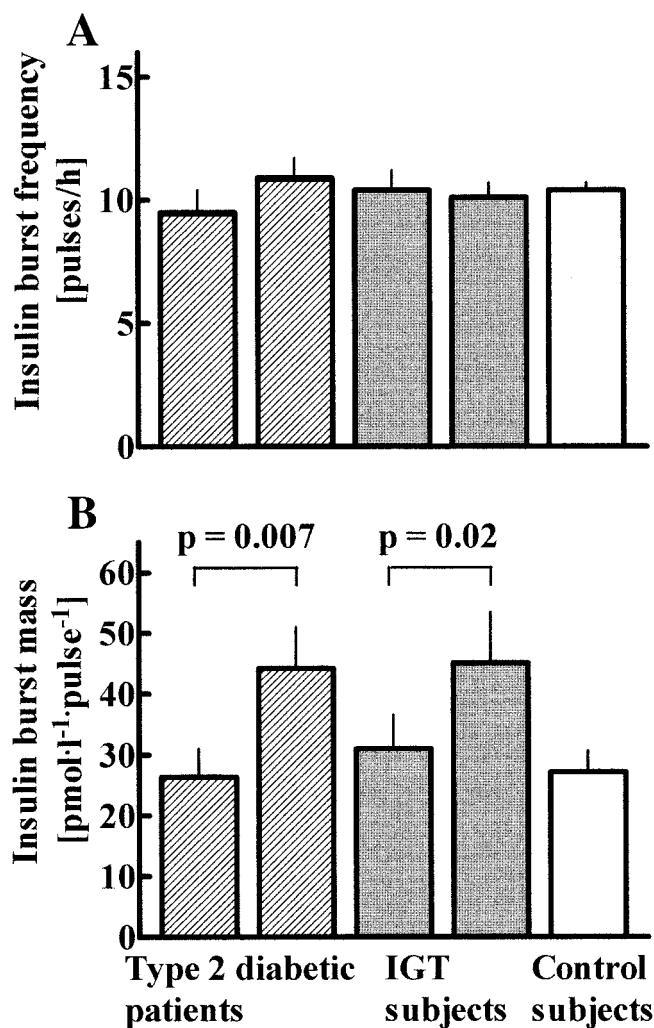 A
Insulin burst frequency
[pulses/h]
15
10
5
0
B
p = 0.007
p = 0.02
Insulin burst mass
[pmol·l⁻¹·pulse⁻¹]
60
50
40
30
20
10
0
Type 2 diabetic
patients
IGT
subjects
Control
subjects